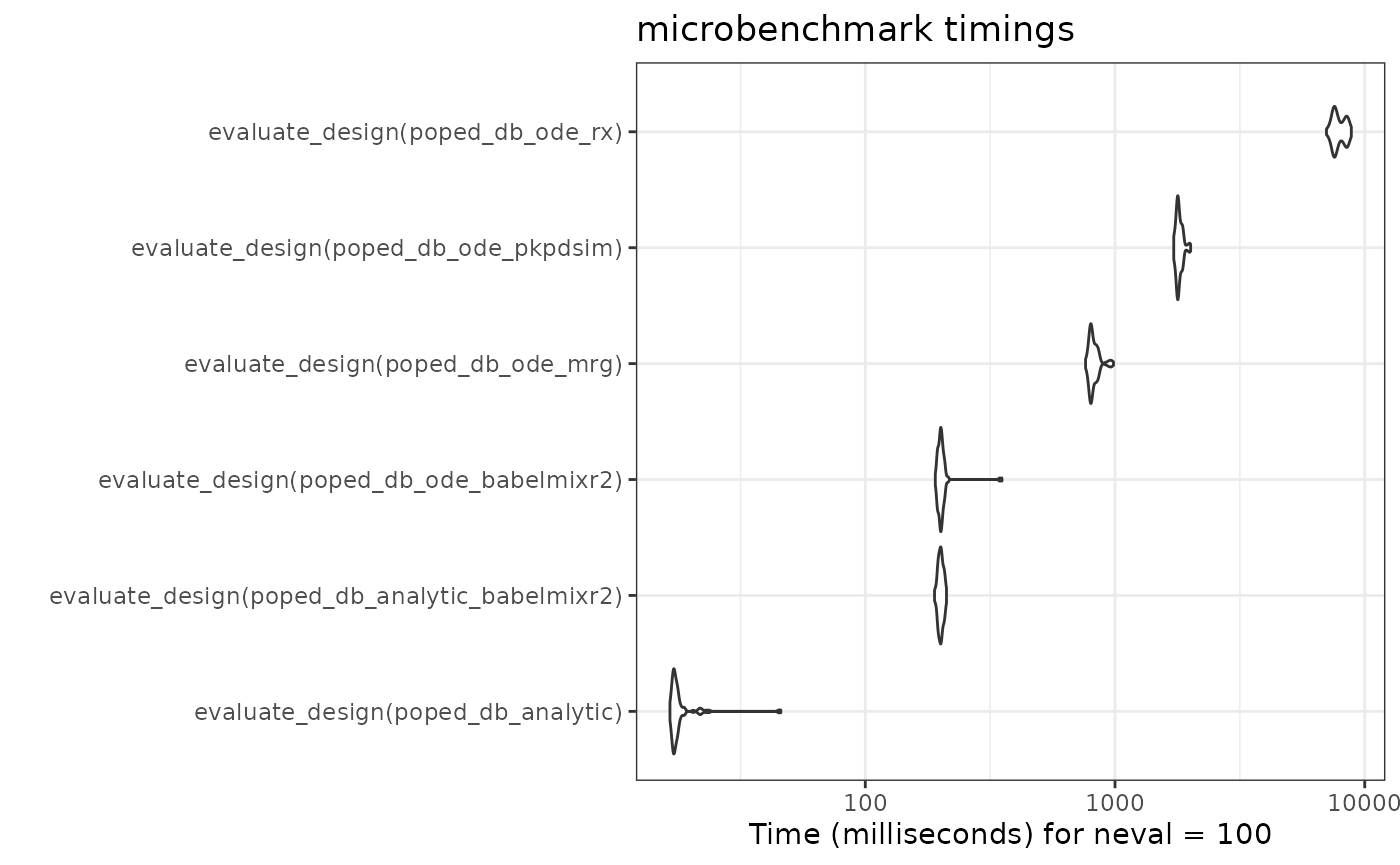 microbenchmark timings
evaluate_design(poped_db_ode_rx)
evaluate_design(poped_db_ode_pkpdsim)
evaluate_design(poped_db_ode_mrg)
evaluate_design(poped_db_ode_babelmixr2)
evaluate_design(poped_db_analytic_babelmixr2)
evaluate_design(poped_db_analytic)
100 1000 10000
Time (milliseconds) for neval = 100